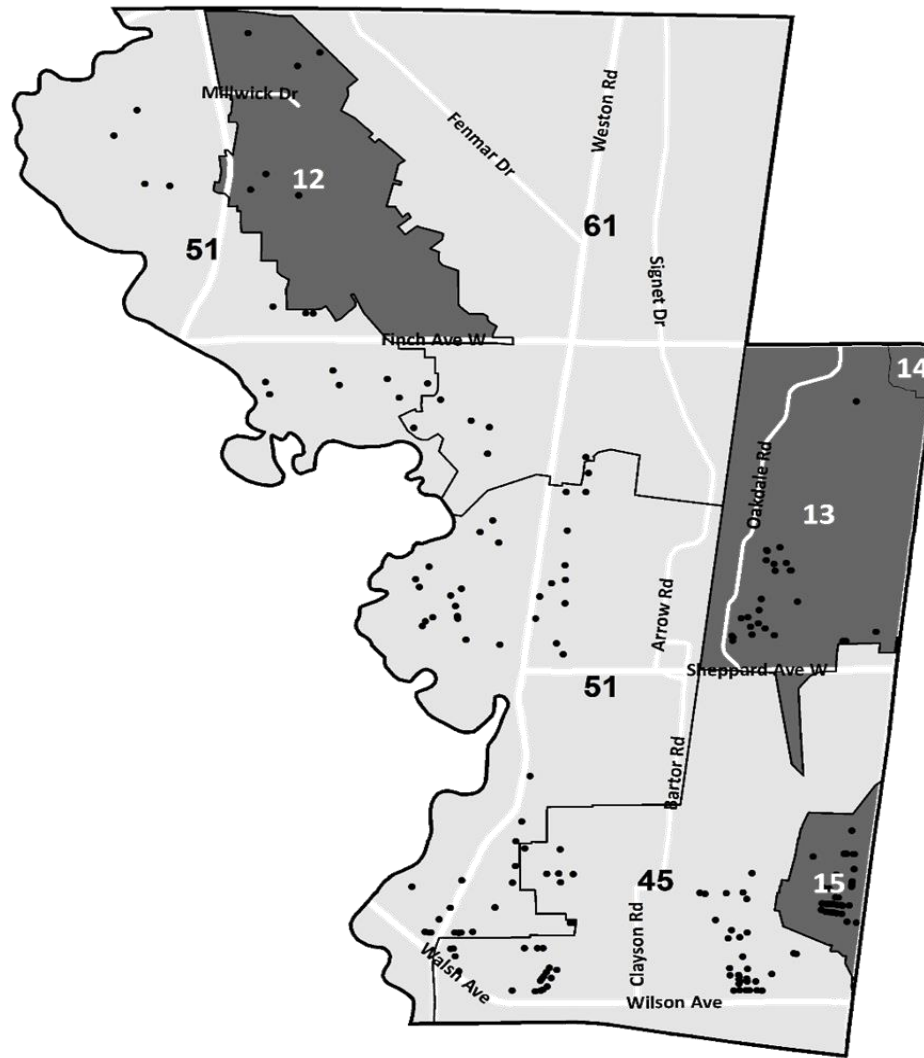 Millwick Dr
Fenmar Dr
Weston Rd
12
61
51
Signet Dr
Finch Ave W
14
Oakdale Rd
13
Arrow Rd
Sheppard Ave W
51
Bartor Rd
45
15
Clayson Rd
Walsh Ave
Wilson Ave